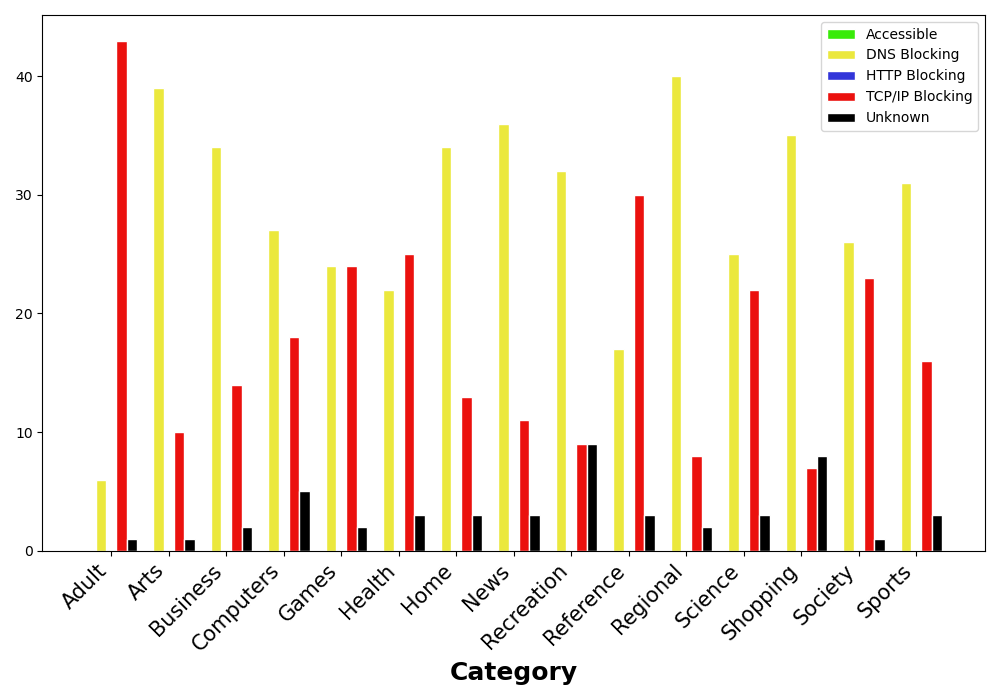 Accessible
DNS Blocking
HTTP Blocking
TCP/IP Blocking
Unknown
40
30
20
10
0
Adult
Arts
Business
Computers
Games
Health
Home
News
Recreation
Reference
Regional
Science
Shopping
Society
Sports
Category